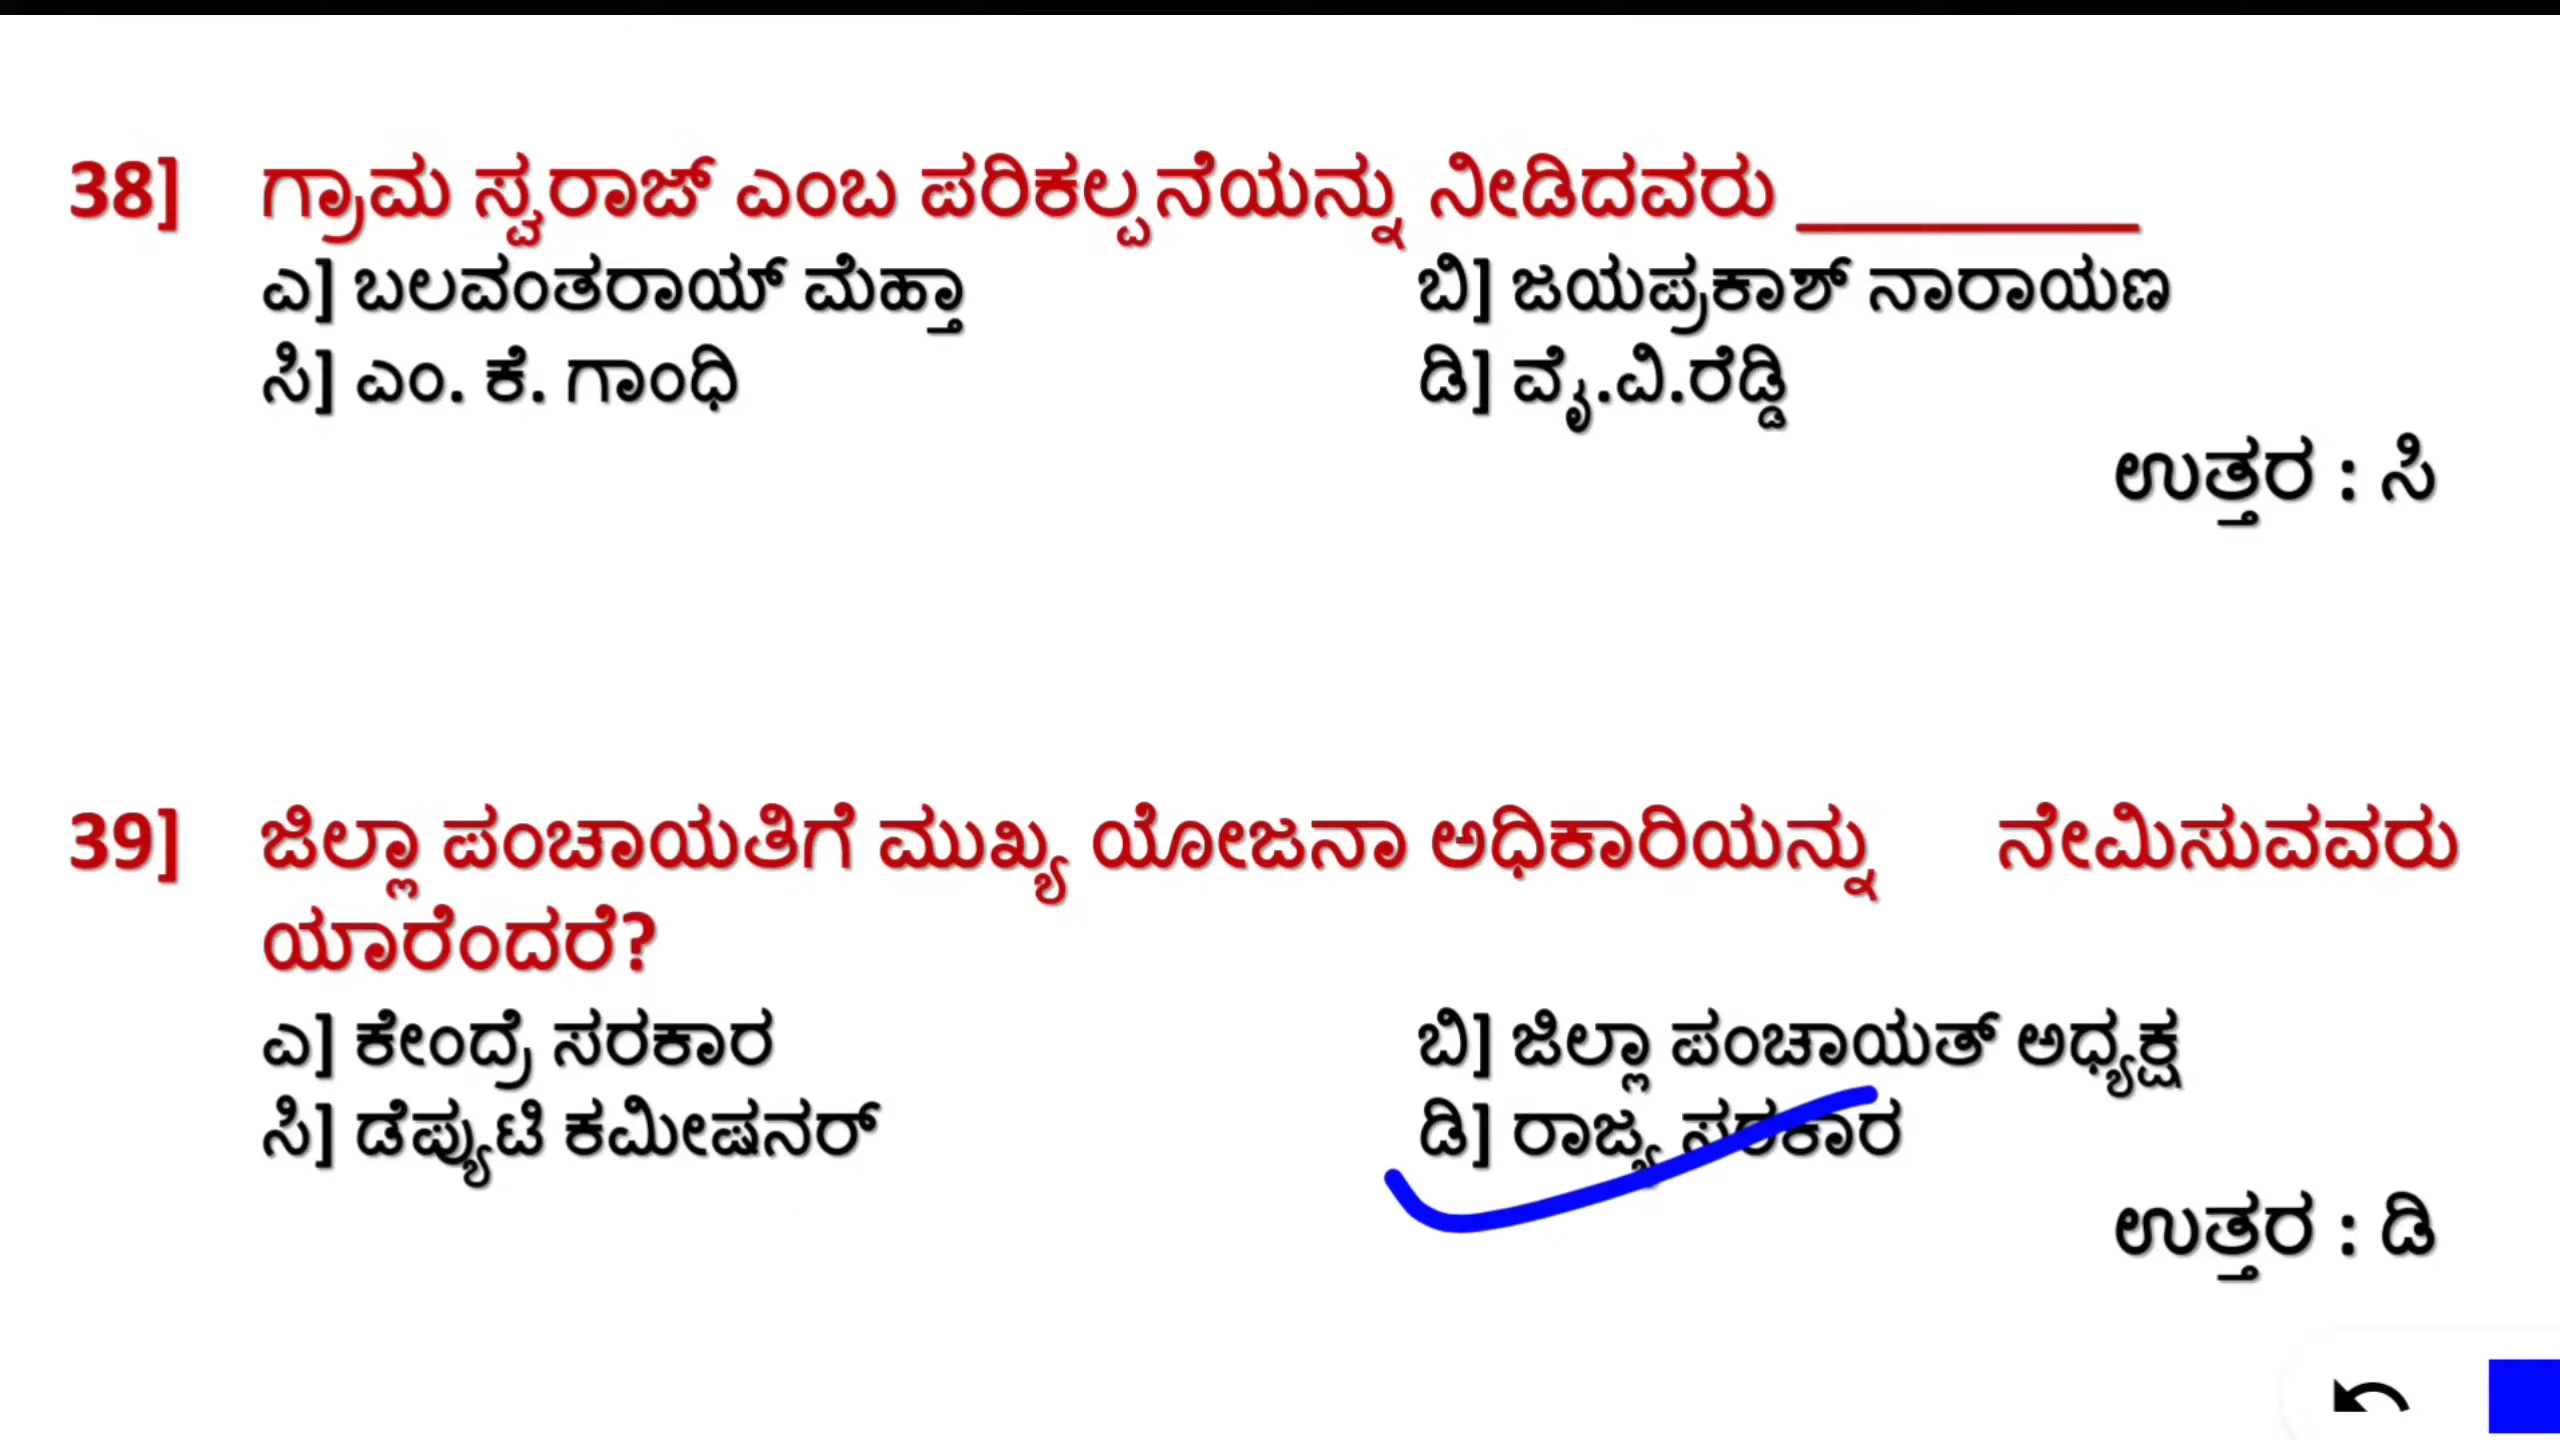 38] ಗ್ರಾಮ ಸ್ವರಾಜ್ ಎಂಬ ಪರಿಕಲ್ಪನೆಯನ್ನು ನೀಡಿದವರು __________
ಎ] ಬಲವಂತರಾಯ್ ಮೆಹ್ತಾ ಬಿ] ಜಯಪ್ರಕಾಶ್ ನಾರಾಯಣ
ಸಿ] ಎಂ. ಕೆ. ಗಾಂಧಿ ಡಿ] ವೈ.ವಿ.ರೆಡ್ಡಿ
ಉತ್ತರ : ಸಿ
39] ಜಿಲ್ಲಾ ಪಂಚಾಯತಿಗೆ ಮುಖ್ಯ ಯೋಜನಾ ಅಧಿಕಾರಿಯನ್ನು ನೇಮಿಸುವವರು
ಯಾರೆಂದರೆ?
ಎ] ಕೇಂದ್ರೆ ಸರಕಾರ ಬಿ] ಜಿಲ್ಲಾ ಪಂಚಾಯತ್ ಅಧ್ಯಕ್ಷ
ಸಿ] ಡೆಪ್ಯುಟಿ ಕಮೀಷನರ್ ಡಿ] ರಾಜ್ಯ ಸರಕಾರ
ಉತ್ತರ : ಡಿ